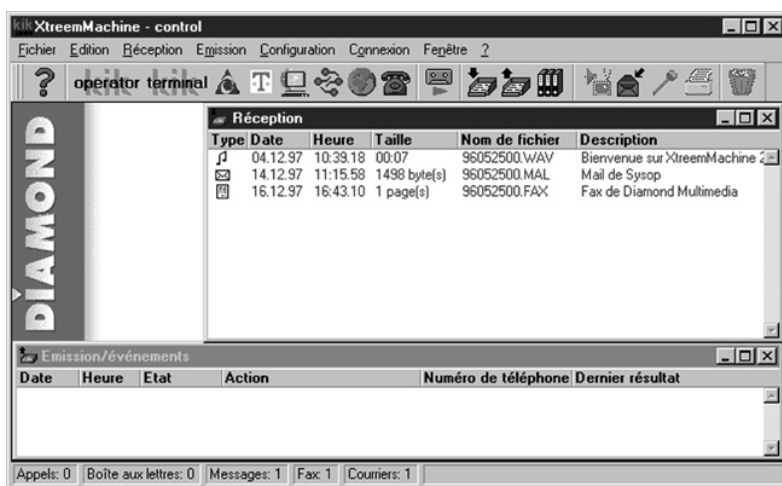 kik XtreemMachine - control
Fichier Edition Réception Emission Configuration Connexion Fenêtre ?
? operator terminal T
DIAMOND
Réception
Type Date Heure Taille Nom de fichier Description
04.12.97 10:39.18 00:07 96052500.WAV Bienvenue sur XtreemMachine 2
14.12.97 11:15.58 1498 byte(s) 96052500.MAL Mail de Sysop
16.12.97 16:43.10 1 page(s) 96052500.FAX Fax de Diamond Multimedia
Emission/événements
Date Heure Etat Action Numéro de téléphone Dernier résultat
Appels: 0 Boîte aux lettres: 0 Messages: 1 Fax: 1 Courriers: 1